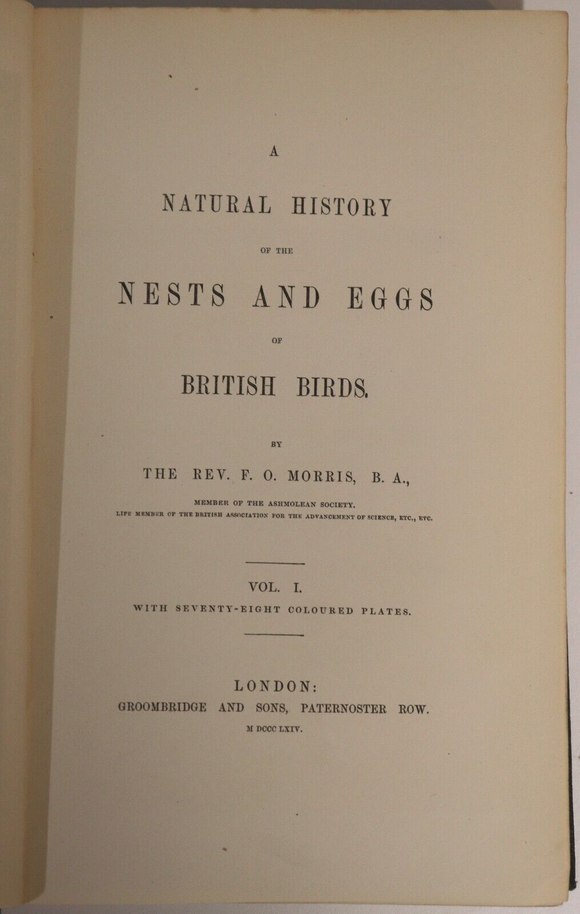 A
NATURAL HISTORY
OF THE
NESTS AND EGGS
OF
BRITISH BIRDS.
BY
THE REV. F. O. MORRIS, B. A.,
MEMBER OF THE ASHMOLEAN SOCIETY.
LIFE MEMBER OF THE BRITISH ASSOCIATION FOR THE ADVANCEMENT OF SCIENCE, ETC., ETC.
VOL. I.
WITH SEVENTY-EIGHT COLOURED PLATES.
LONDON:
GROOMBRIDGE AND SONS, PATERNOSTER ROW.
M DCCC LXIV.